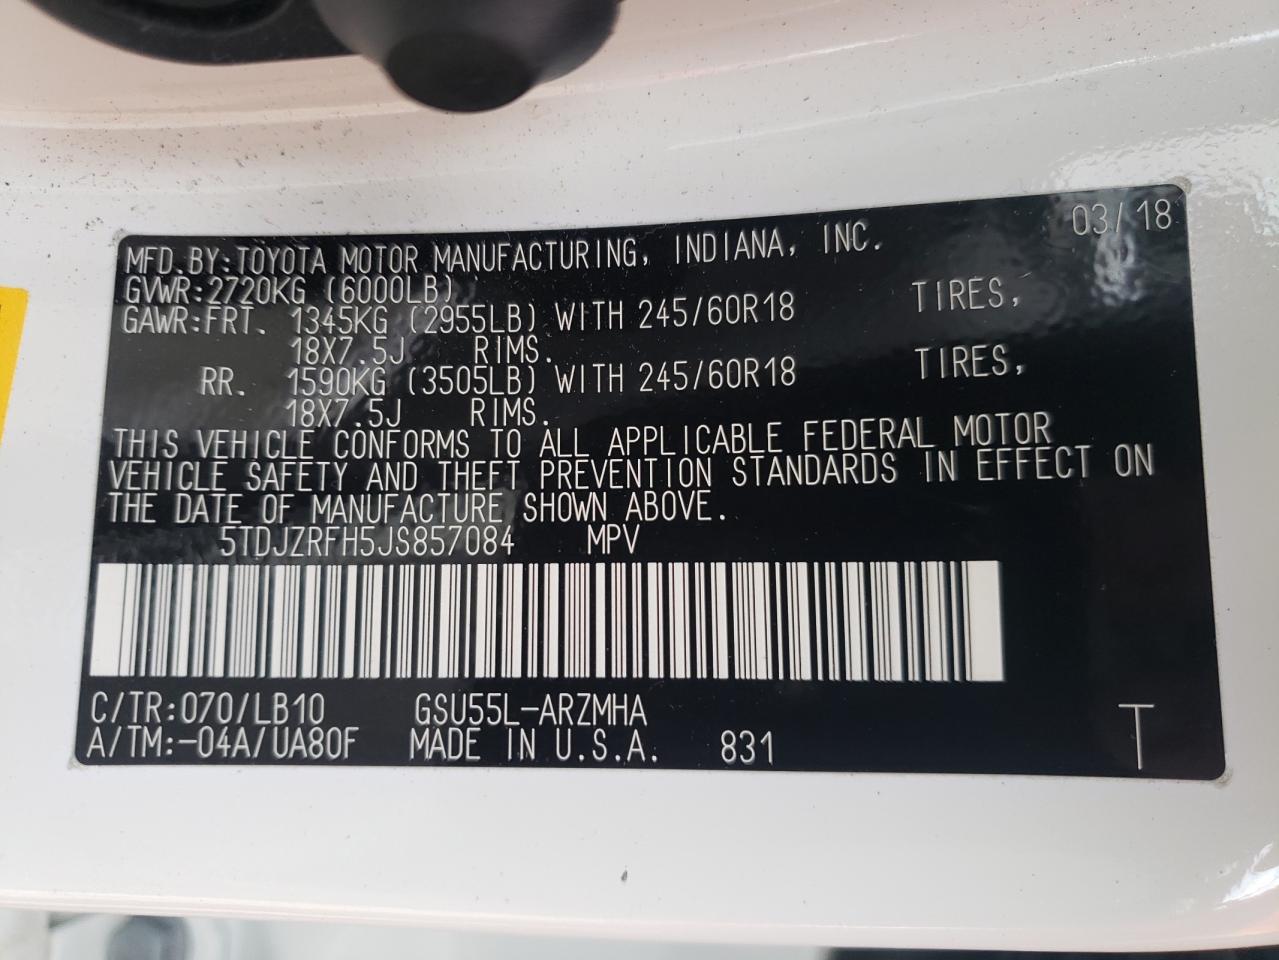 03/18
MFD.BY:TOYOTA MOTOR MANUFACTURING, INDIANA, INC.
GVWR:2720KG (6000LB)
GAWR:FRT. 1345KG (2955LB) WITH 245/60R18 TIRES,
18X7.5J RIMS.
RR. 1590KG (3505LB) WITH 245/60R18 TIRES,
18X7.5J RIMS.
THIS VEHICLE CONFORMS TO ALL APPLICABLE FEDERAL MOTOR
VEHICLE SAFETY AND THEFT PREVENTION STANDARDS IN EFFECT ON
THE DATE OF MANUFACTURE SHOWN ABOVE.
5TDJZRFH5JS857084 MPV
C/TR:070/LB10 GSU55L-ARZMHA
A/TM:-04A/UA80F MADE IN U.S.A. 831 T